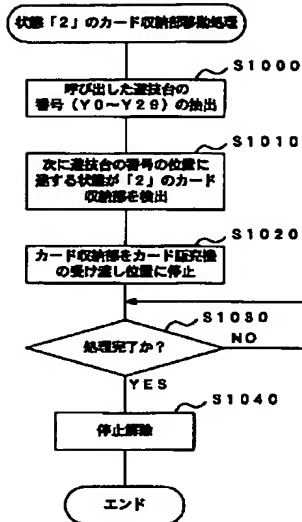 状態「2」のカード収納部移動処理
S1000
呼び出した遊技台の
番号(Y0~Y29)の抽出
S1010
次に遊技台の番号の位置に
達する状態が「2」のカード
収納部を検出
S1020
カード収納部をカード販売機
の受け渡し位置に停止
S1030
処理完了か?
NO
YES
S1040
停止解除
エンド